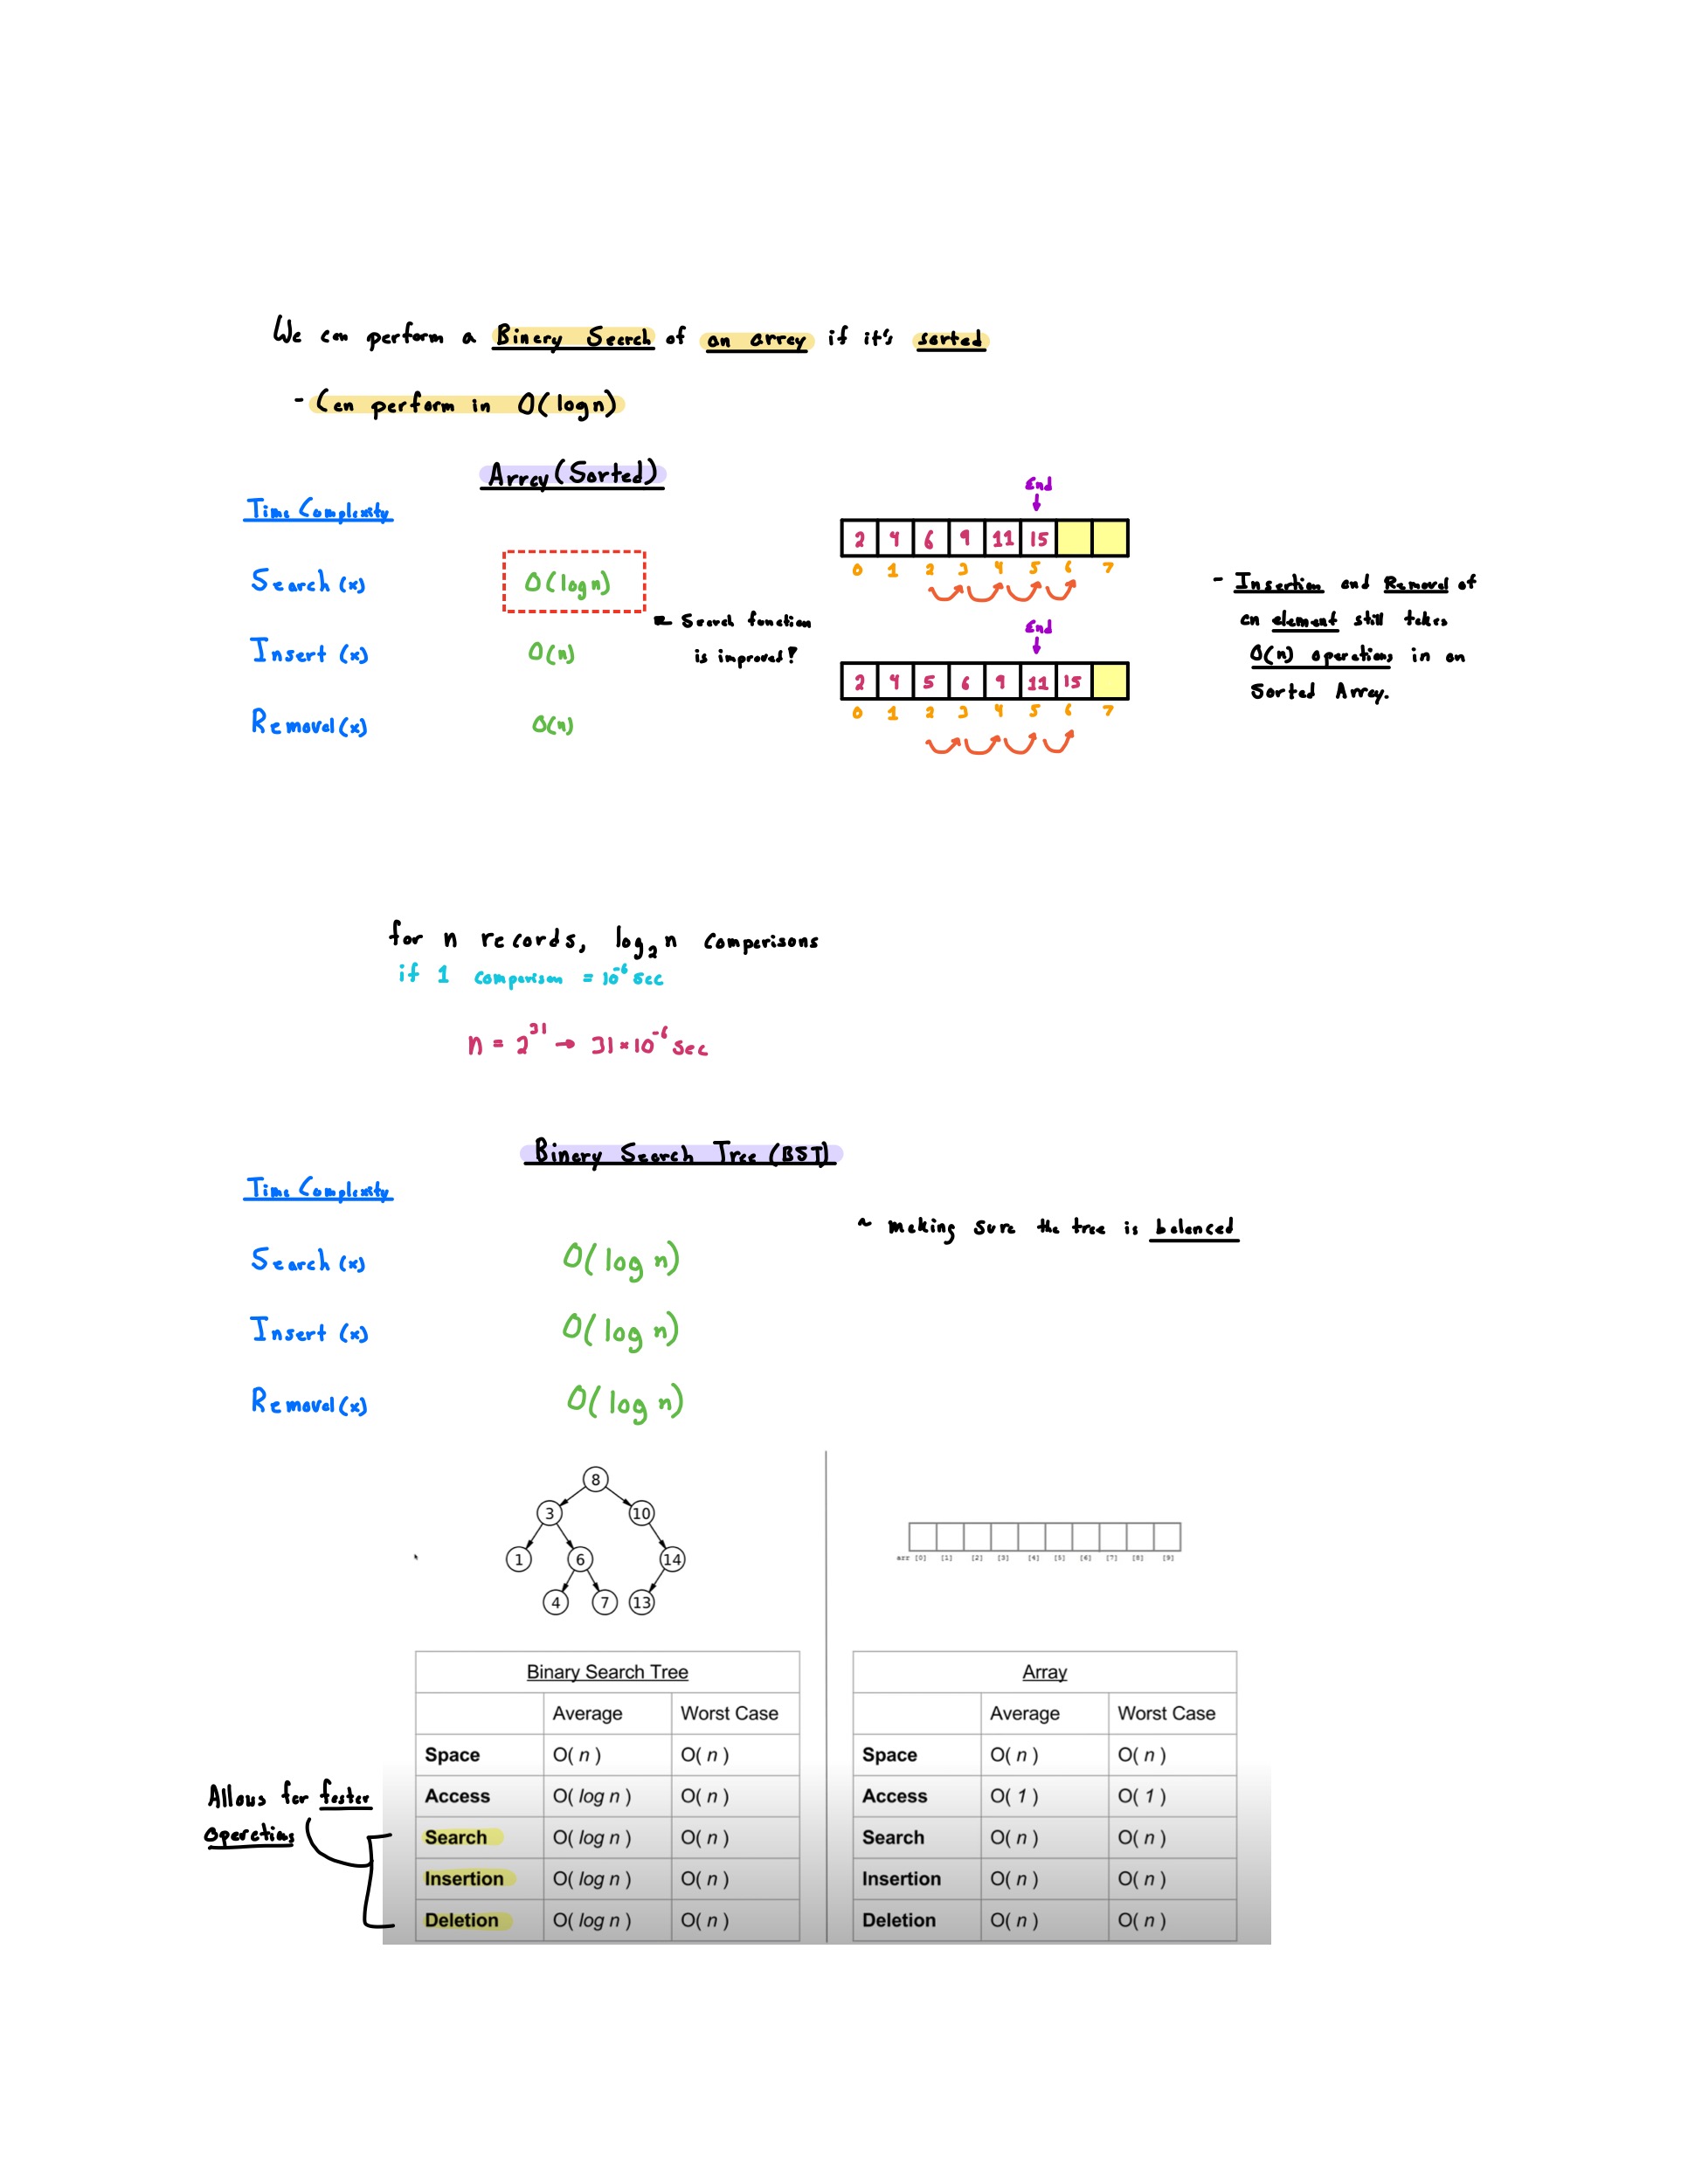 We can perform a Binary Search of an array if it's sorted
- Can perform in O(log n)
Array (Sorted)
Time Complexity
Search (x) O(log n)
Insert (x) O(n)
Removal (x) O(n)
Search function
is improved!
End
2 4 6 9 11 15
0 1 2 3 4 5 6 7
End
2 4 5 6 9 11 15
0 1 2 3 4 5 6 7
- Insertion and Removal of
an element still takes
O(n) operations in an
Sorted Array.
for n records, log₂n comparisons
if 1 comparison = 10⁻⁶ sec
n = 2³¹ → 31 × 10⁻⁶ sec
Binary Search Tree (BST)
Time Complexity
~ making sure the tree is balanced
Search (x) O(log n)
Insert (x) O(log n)
Removal (x) O(log n)
8
3 10
1 6 14
4 7 13
arr [0] [1] [2] [3] [4] [5] [6] [7] [8] [9]
Binary Search Tree
Average Worst Case
Space O( n ) O( n )
Access O( log n ) O( n )
Search O( log n ) O( n )
Insertion O( log n ) O( n )
Deletion O( log n ) O( n )
Array
Average Worst Case
Space O( n ) O( n )
Access O( 1 ) O( 1 )
Search O( n ) O( n )
Insertion O( n ) O( n )
Deletion O( n ) O( n )
Allows for faster
operations